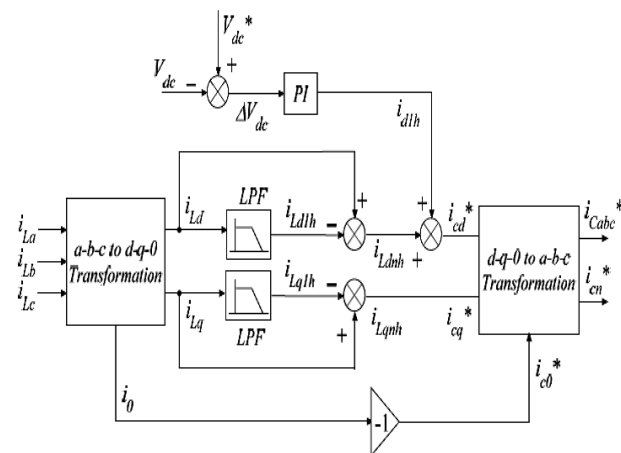 V_dc*
V_dc
−
+
ΔV_dc
PI
i_d1h
i_La
i_Lb
i_Lc
a-b-c to d-q-0
Transformation
i_Ld
LPF
i_Ld1h
−
+
i_Ldnh
+
+
i_cd*
d-q-0 to a-b-c
Transformation
i_Cabc*
i_cn*
i_Lq
LPF
i_Lq1h
−
+
i_Lqnh
i_cq*
i_0
-1
i_c0*